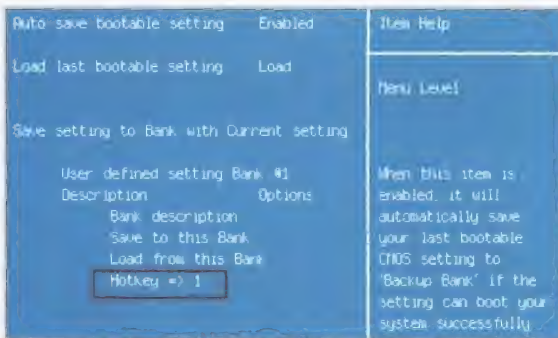 Auto save bootable setting Enabled
Load last bootable setting Load
Save setting to Bank with Current setting
User defined setting Bank #1
Description Options
Bank description
Save to this Bank
Load from this Bank
Hotkey => 1
Item Help
Menu Level
When this item is
enabled, it will
automatically save
your last bootable
CMOS setting to
'Backup Bank' if the
setting can boot your
system successfully